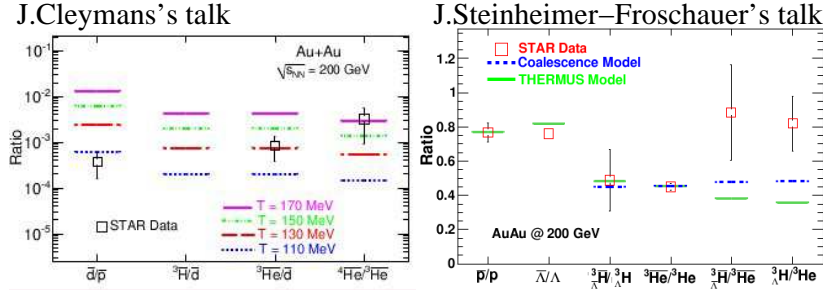 J.Cleymans's talk
J.Steinheimer–Froschauer's talk
Au+Au
√s_NN = 200 GeV
Ratio
10⁻¹
10⁻²
10⁻³
10⁻⁴
10⁻⁵
STAR Data
T = 170 MeV
T = 150 MeV
T = 130 MeV
T = 110 MeV
d̅/p̅
³H̅/d̅
³H̅e̅/d̅
⁴H̅e̅/³H̅e̅
STAR Data
Coalescence Model
THERMUS Model
Ratio
1.2
1
0.8
0.6
0.4
0.2
0
AuAu @ 200 GeV
p̅/p
Λ̅/Λ
³_Λ̅H̅/³_ΛH
³H̅e̅/³He
³_Λ̅H̅/³H̅e̅
³_ΛH/³He